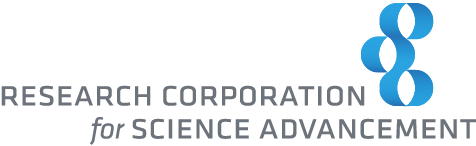 RESEARCH CORPORATION
for SCIENCE ADVANCEMENT